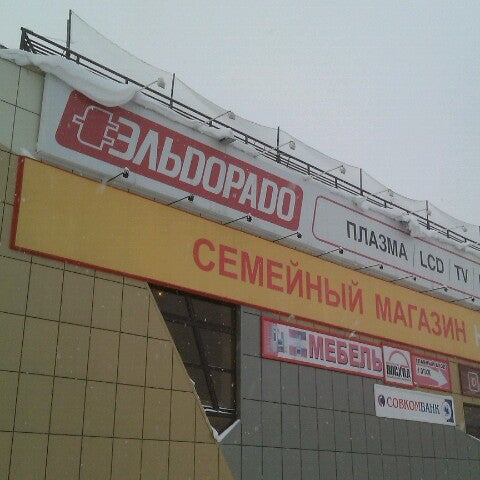 ЭЛЬДОРАДО
ПЛАЗМА LCD TV
СЕМЕЙНЫЙ МАГАЗИН
МЕБЕЛЬ
СОВКОМБАНК